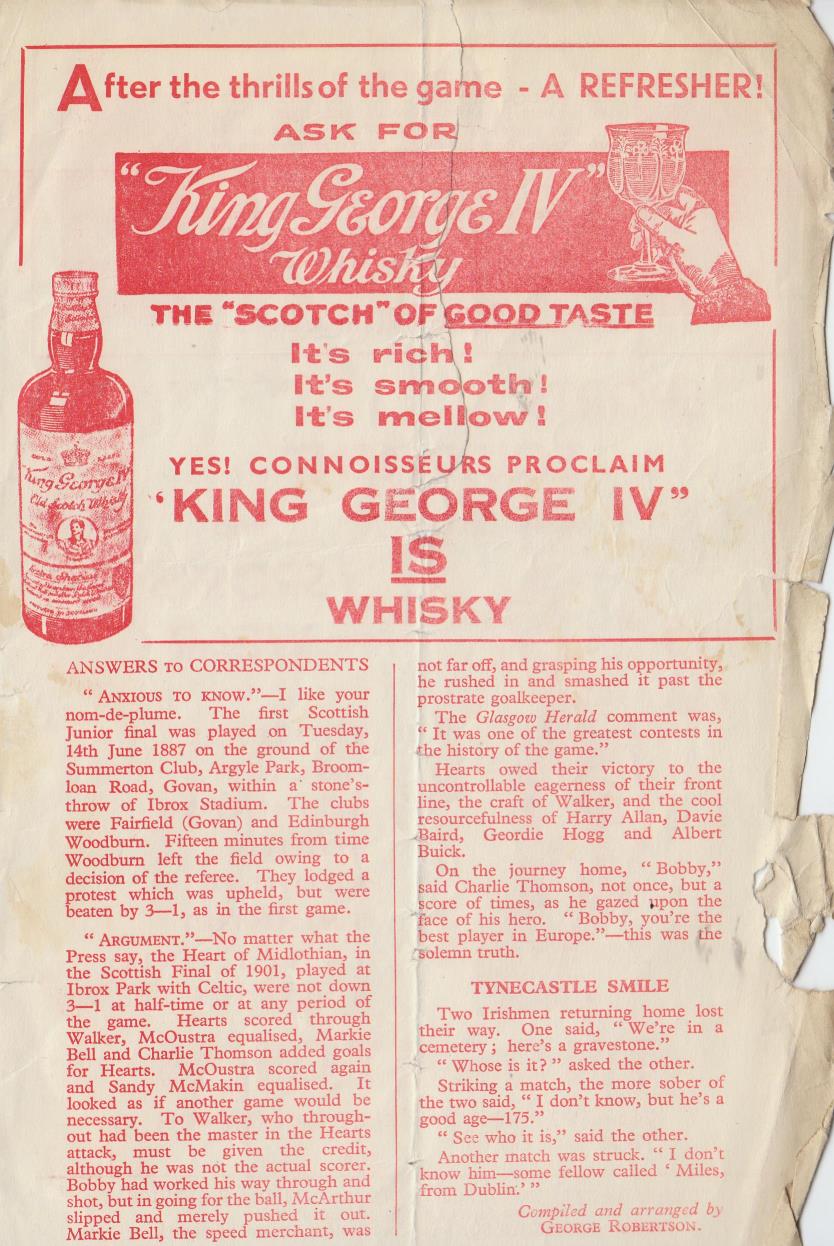 After the thrills of the game - A REFRESHER!
ASK FOR
"King George IV"
Whisky
THE "SCOTCH" OF GOOD TASTE
It's rich!
It's smooth!
It's mellow!
YES! CONNOISSEURS PROCLAIM
'KING GEORGE IV"
IS
WHISKY
King George IV
Old Scotch Whisky
ANSWERS TO CORRESPONDENTS
" ANXIOUS TO KNOW."—I like your
nom-de-plume. The first Scottish
Junior final was played on Tuesday,
14th June 1887 on the ground of the
Summerton Club, Argyle Park, Broom-
loan Road, Govan, within a stone's-
throw of Ibrox Stadium. The clubs
were Fairfield (Govan) and Edinburgh
Woodburn. Fifteen minutes from time
Woodburn left the field owing to a
decision of the referee. They lodged a
protest which was upheld, but were
beaten by 3—1, as in the first game.
" ARGUMENT."—No matter what the
Press say, the Heart of Midlothian, in
the Scottish Final of 1901, played at
Ibrox Park with Celtic, were not down
3—1 at half-time or at any period of
the game. Hearts scored through
Walker, McOustra equalised, Markie
Bell and Charlie Thomson added goals
for Hearts. McOustra scored again
and Sandy McMakin equalised. It
looked as if another game would be
necessary. To Walker, who through-
out had been the master in the Hearts
attack, must be given the credit,
although he was not the actual scorer.
Bobby had worked his way through and
shot, but in going for the ball, McArthur
slipped and merely pushed it out.
Markie Bell, the speed merchant, was
not far off, and grasping his opportunity,
he rushed in and smashed it past the
prostrate goalkeeper.
The Glasgow Herald comment was,
" It was one of the greatest contests in
the history of the game."
Hearts owed their victory to the
uncontrollable eagerness of their front
line, the craft of Walker, and the cool
resourcefulness of Harry Allan, Davie
Baird, Geordie Hogg and Albert
Buick.
On the journey home, " Bobby,"
said Charlie Thomson, not once, but a
score of times, as he gazed upon the
face of his hero. " Bobby, you're the
best player in Europe."—this was the
solemn truth.
TYNECASTLE SMILE
Two Irishmen returning home lost
their way. One said, " We're in a
cemetery ; here's a gravestone."
" Whose is it? " asked the other.
Striking a match, the more sober of
the two said, " I don't know, but he's a
good age—175."
" See who it is," said the other.
Another match was struck. " I don't
know him—some fellow called ' Miles,
from Dublin.' "
Compiled and arranged by
GEORGE ROBERTSON.